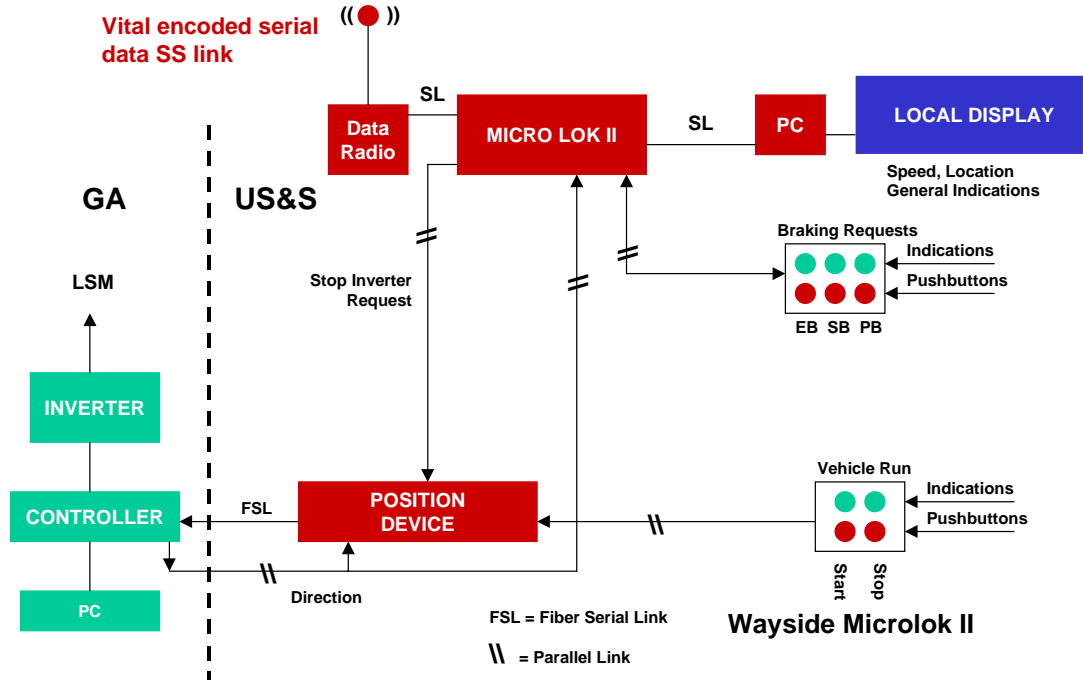 Vital encoded serial
data SS link
(( ))
SL
Data
Radio
MICRO LOK II
SL
PC
LOCAL DISPLAY
Speed, Location
General Indications
GA
US&S
Braking Requests
Indications
Pushbuttons
EB SB PB
LSM
Stop Inverter
Request
INVERTER
Vehicle Run
Indications
Pushbuttons
Start
Stop
CONTROLLER
FSL
POSITION
DEVICE
PC
Direction
FSL = Fiber Serial Link
\\ = Parallel Link
Wayside Microlok II